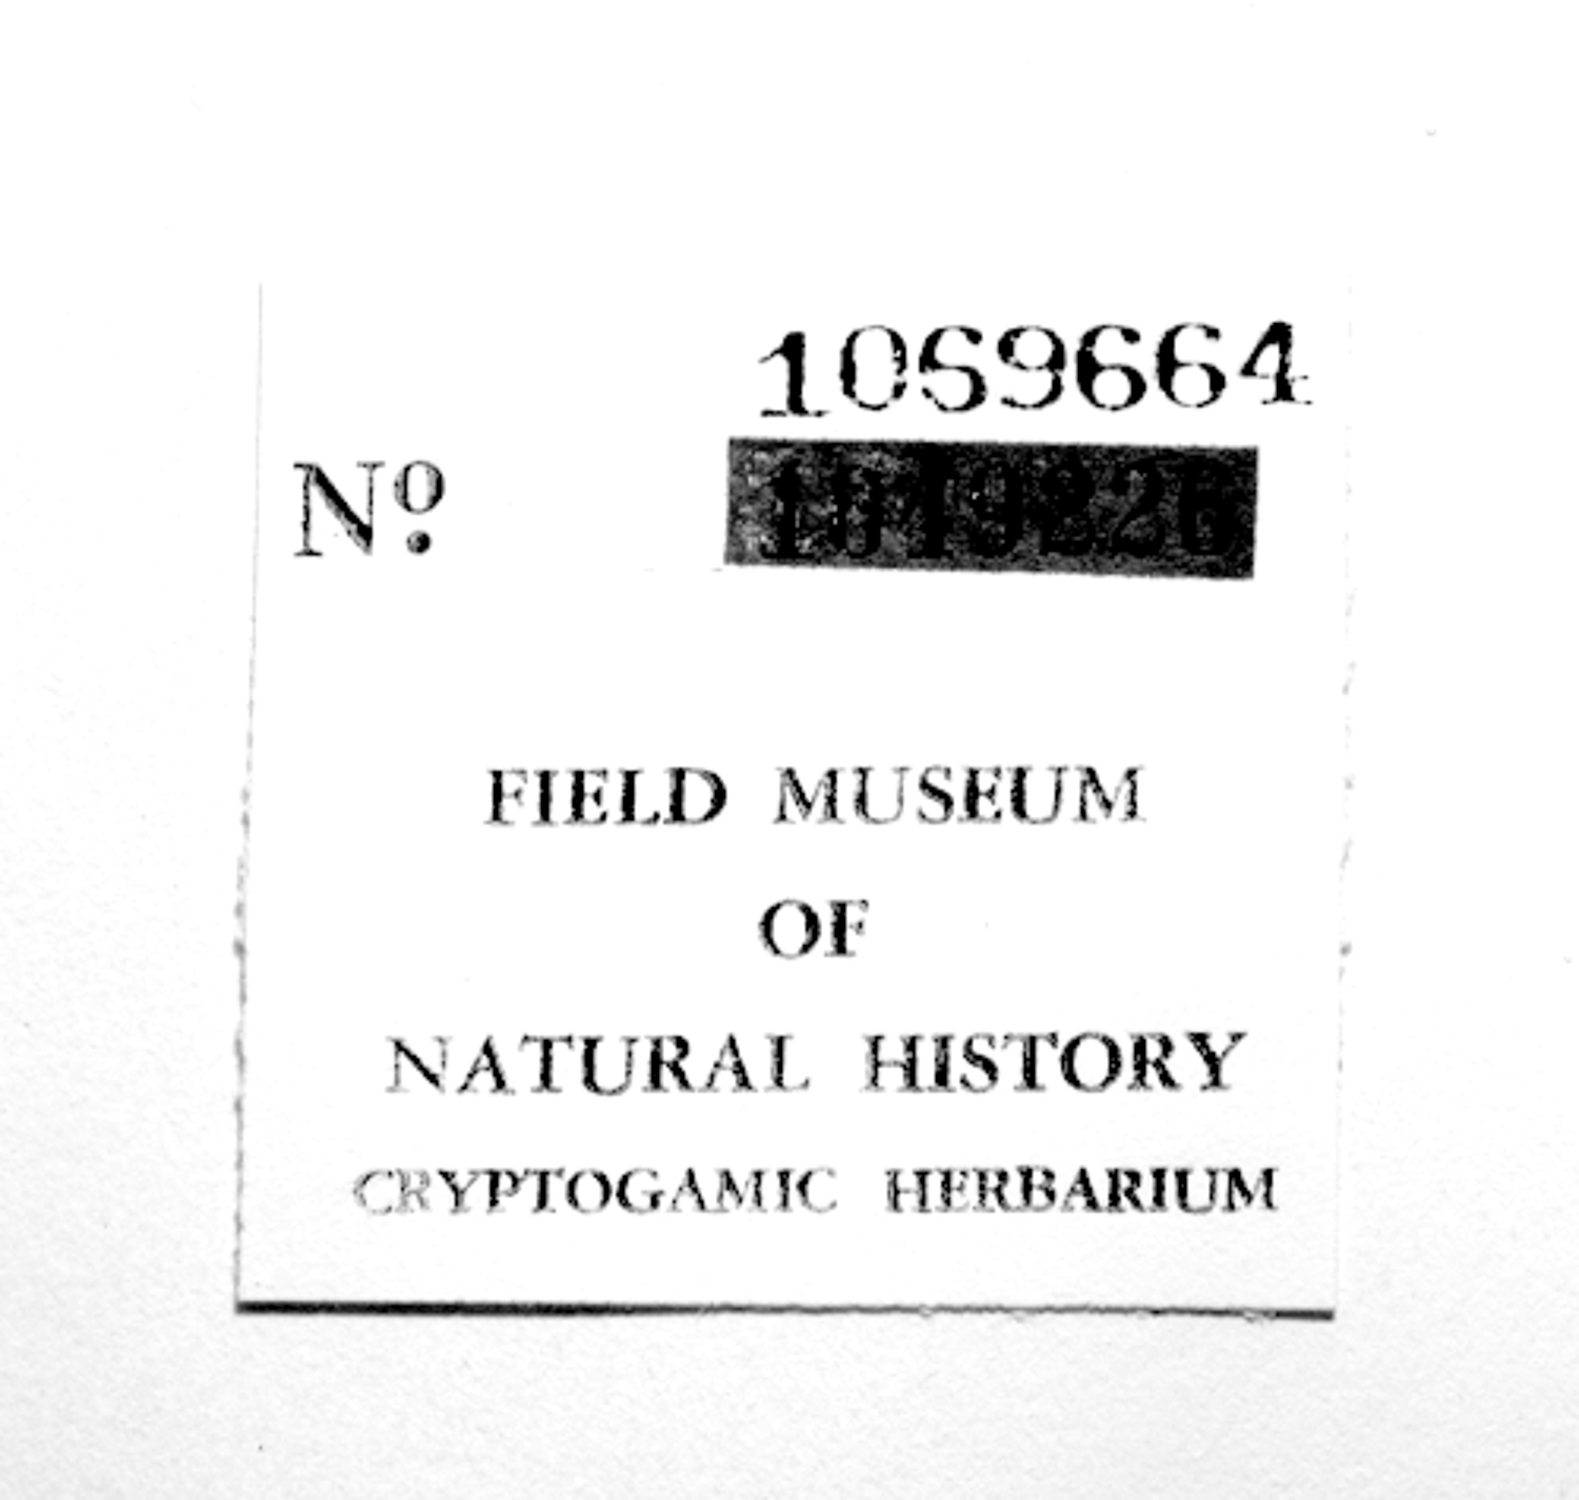 1069664
Nº
FIELD MUSEUM
OF
NATURAL HISTORY
CRYPTOGAMIC HERBARIUM